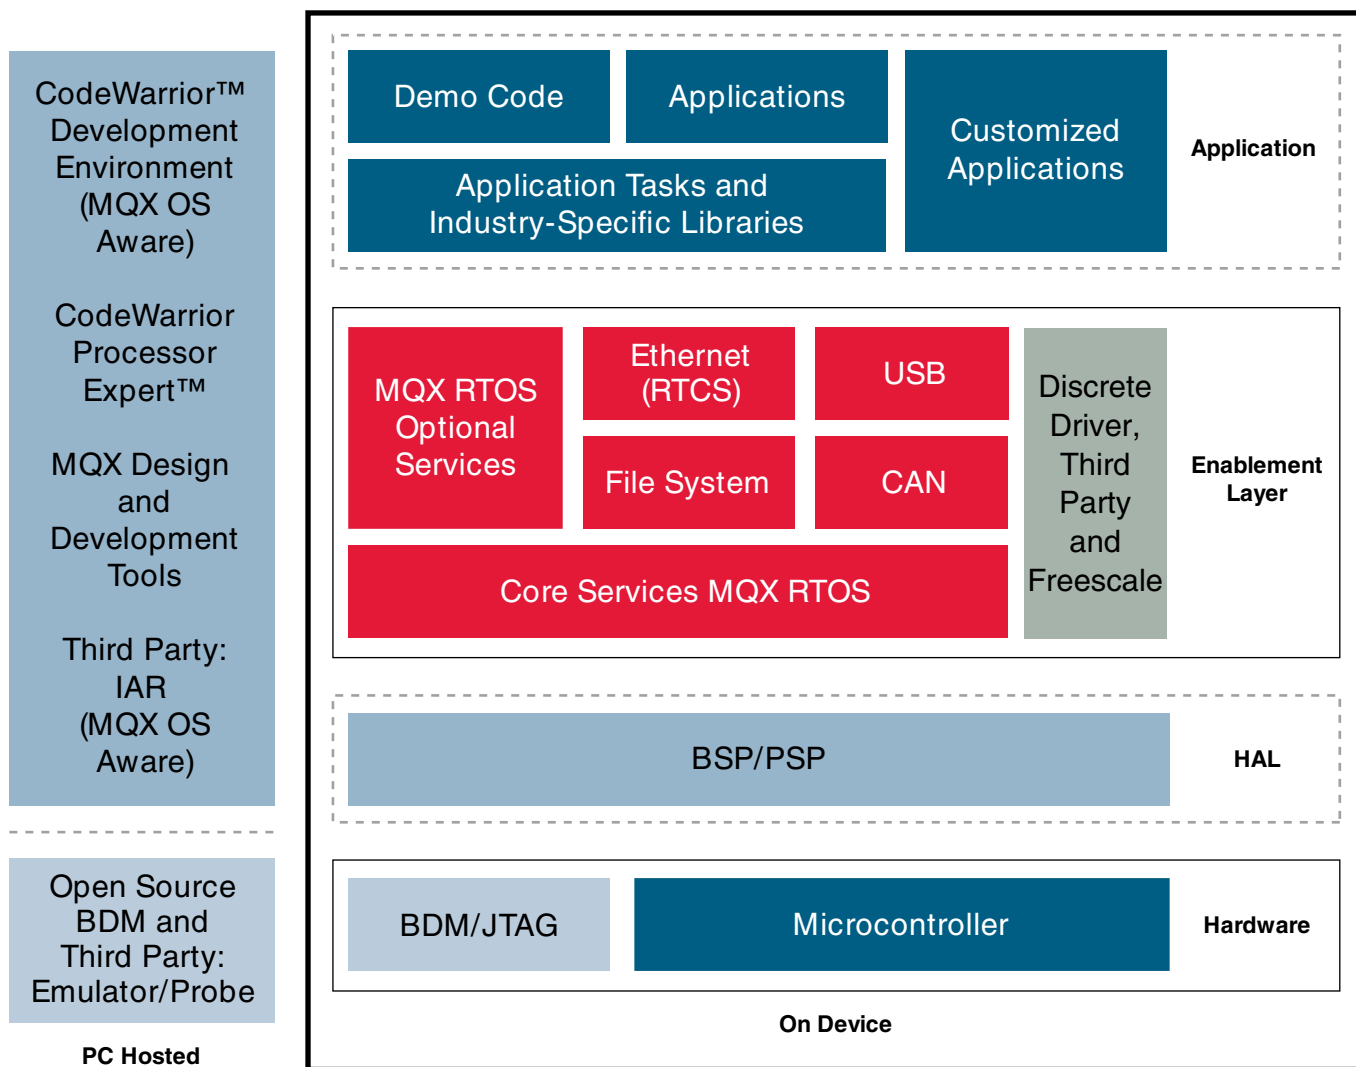 CodeWarrior™
Development
Environment
(MQX OS
Aware)
CodeWarrior
Processor
Expert™
MQX Design
and
Development
Tools
Third Party:
IAR
(MQX OS
Aware)
Open Source
BDM and
Third Party:
Emulator/Probe
PC Hosted
Demo Code
Applications
Customized
Applications
Application Tasks and
Industry-Specific Libraries
Application
MQX RTOS
Optional
Services
Ethernet
(RTCS)
USB
File System
CAN
Core Services MQX RTOS
Discrete
Driver,
Third
Party
and
Freescale
Enablement
Layer
BSP/PSP
HAL
BDM/JTAG
Microcontroller
Hardware
On Device